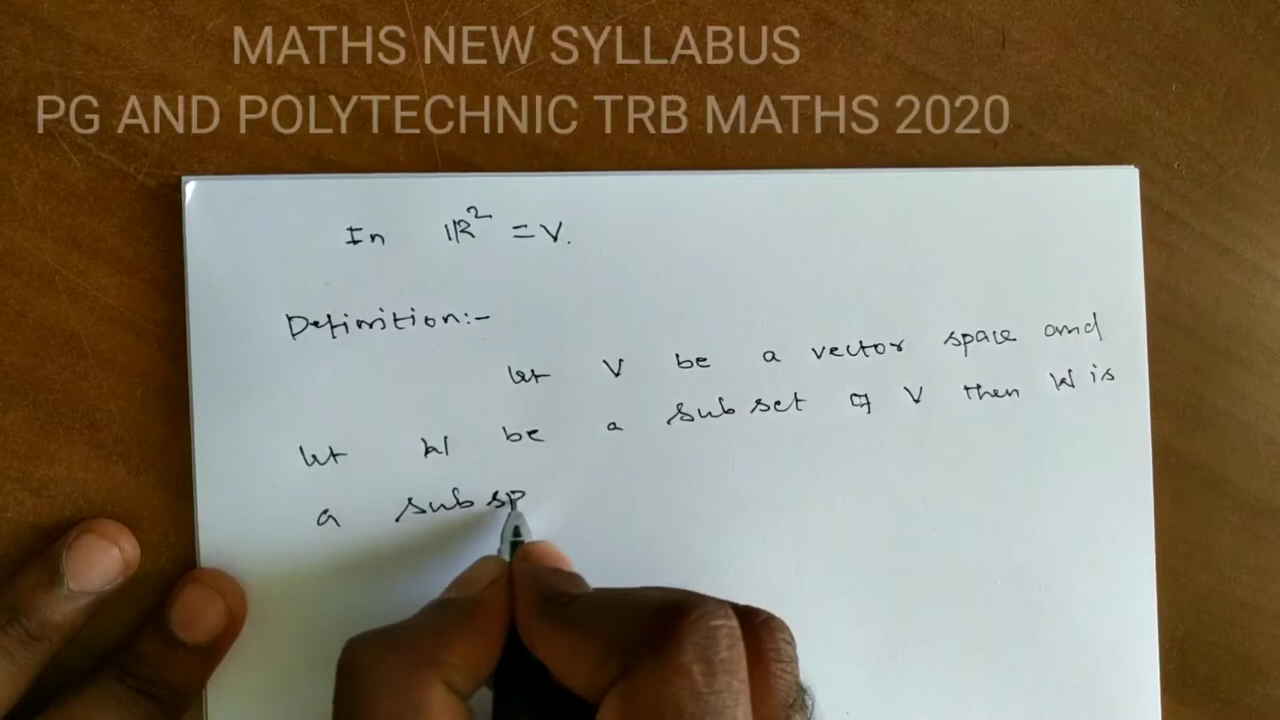 MATHS NEW SYLLABUS
PG AND POLYTECHNIC TRB MATHS 2020
In ℝ² = V.
Definition:-
let V be a vector space and
let W be a subset of V then W is
a subsp